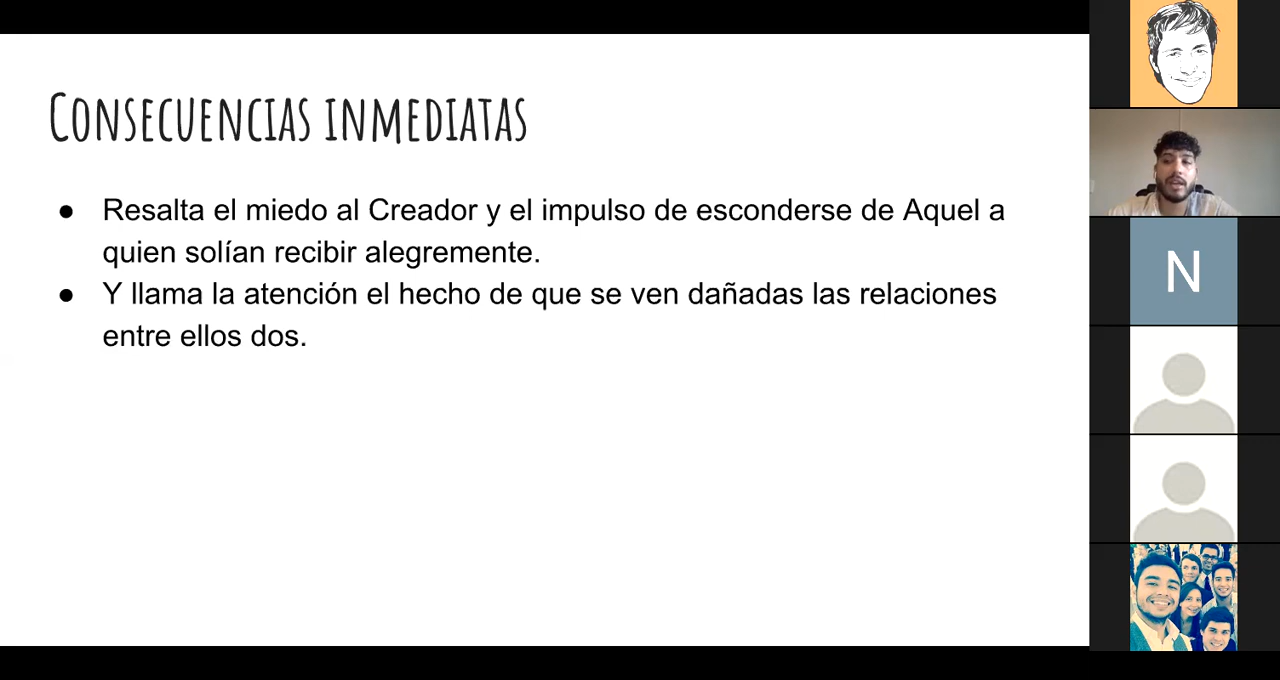 Consecuencias inmediatas
● Resalta el miedo al Creador y el impulso de esconderse de Aquel a
quien solían recibir alegremente.
● Y llama la atención el hecho de que se ven dañadas las relaciones
entre ellos dos.
N